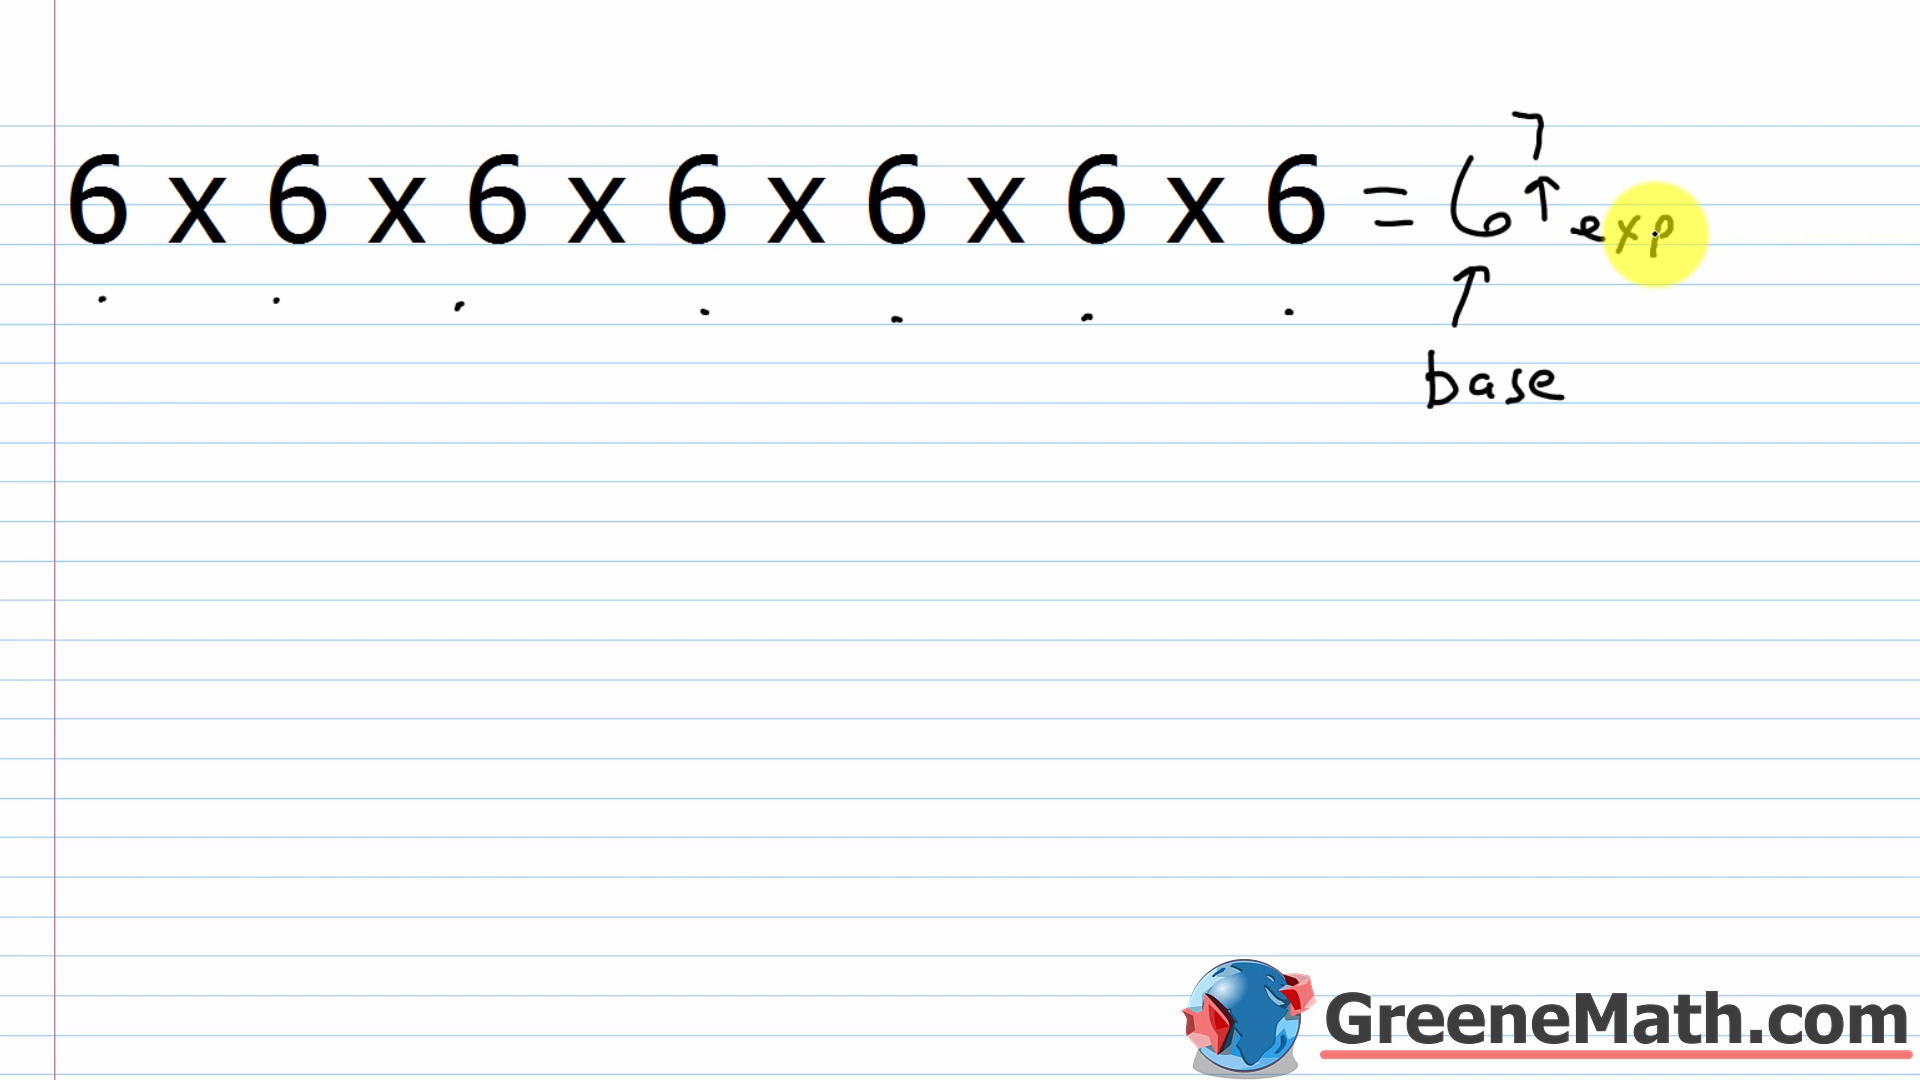 6 x 6 x 6 x 6 x 6 x 6 x 6 = 6⁷
exp
base
GreeneMath.com